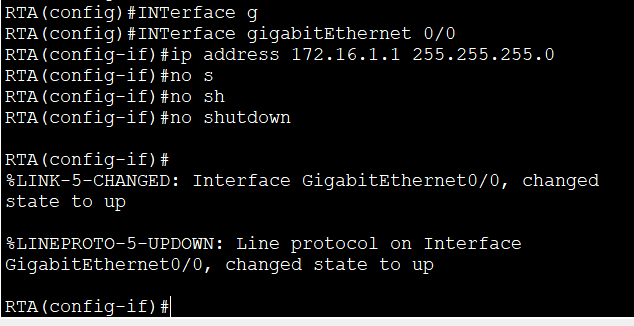 RTA(config)#INTerface g
RTA(config)#INTerface gigabitEthernet 0/0
RTA(config-if)#ip address 172.16.1.1 255.255.255.0
RTA(config-if)#no s
RTA(config-if)#no sh
RTA(config-if)#no shutdown
RTA(config-if)#
%LINK-5-CHANGED: Interface GigabitEthernet0/0, changed
state to up
%LINEPROTO-5-UPDOWN: Line protocol on Interface
GigabitEthernet0/0, changed state to up
RTA(config-if)#